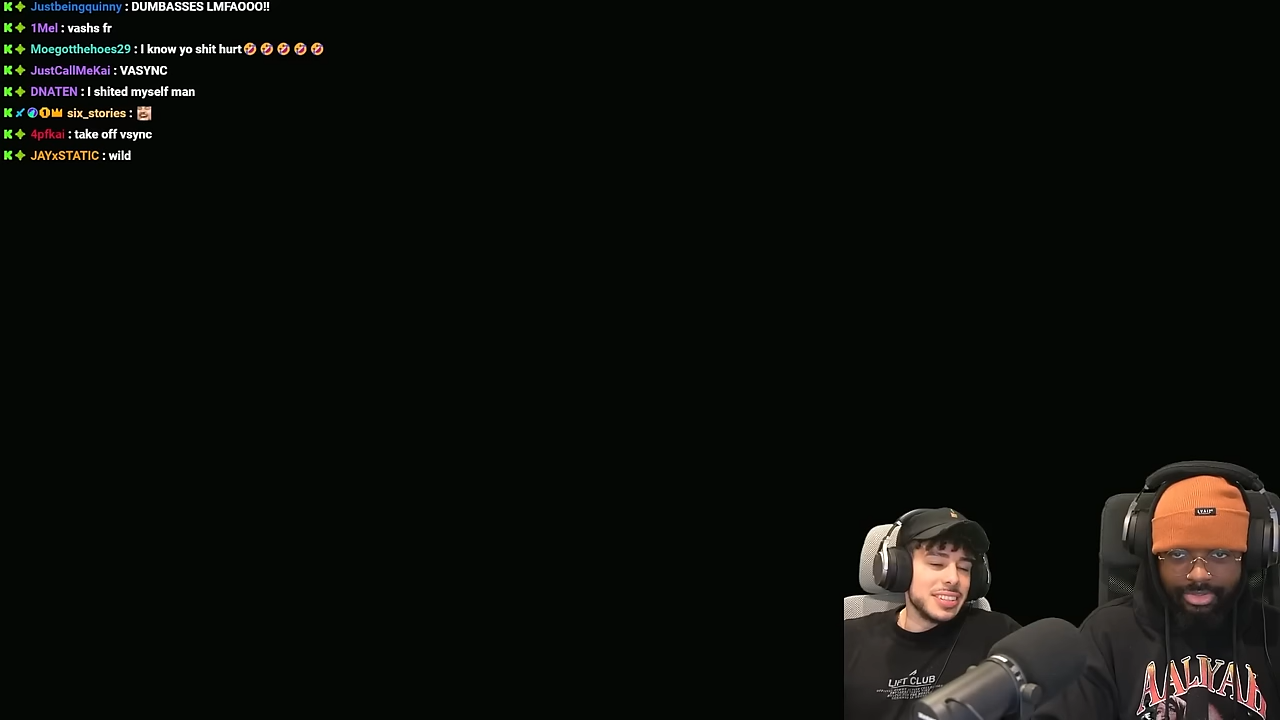 Justbeingquinny : DUMBASSES LMFAOOO!!
1Mel : vashs fr
Moegotthehoes29 : I know yo shit hurt🤣🤣🤣🤣🤣
JustCallMeKai : VASYNC
DNATEN : I shited myself man
six_stories :
4pfkai : take off vsync
JAYxSTATIC : wild
LIFT CLUB
AALIYAH